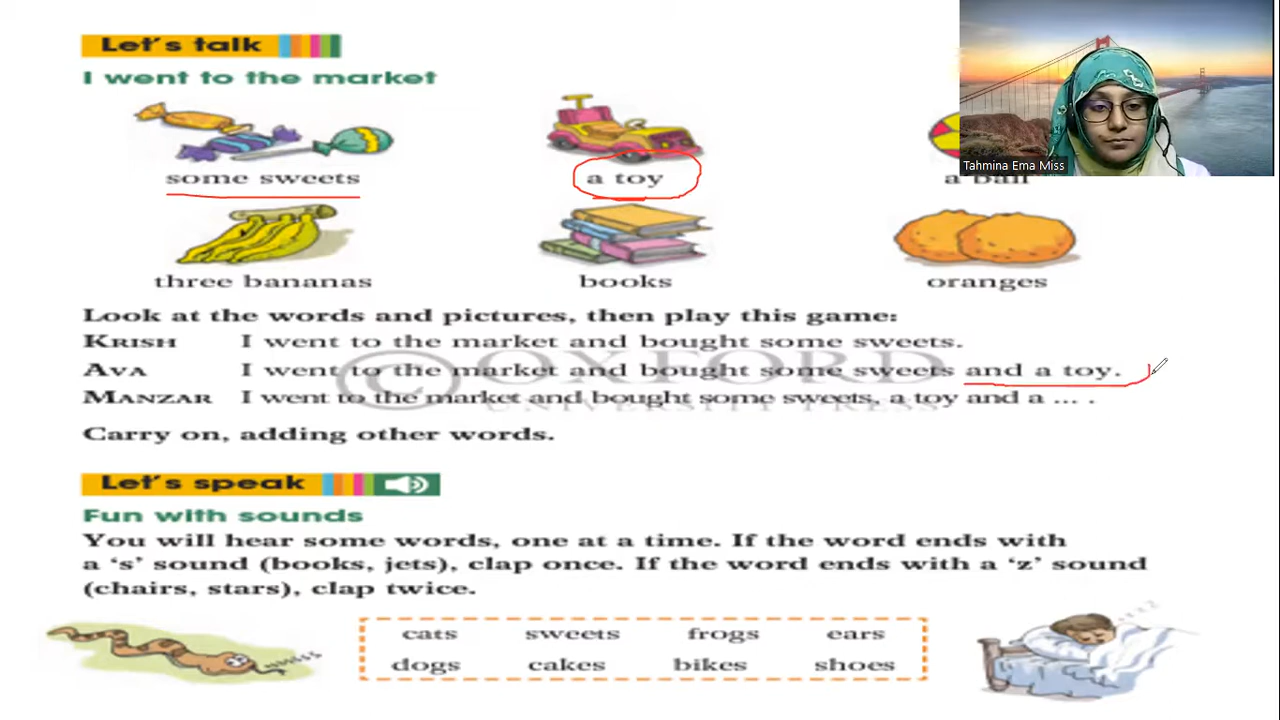 Let's talk
I went to the market
some sweets
a toy
a ball
Tahmina Ema Miss
three bananas
books
oranges
Look at the words and pictures, then play this game:
KRISH I went to the market and bought some sweets.
AVA I went to the market and bought some sweets and a toy.
MANZAR I went to the market and bought some sweets, a toy and a ... .
© OXFORD
UNIVERSITY PRESS
Carry on, adding other words.
Let's speak
Fun with sounds
You will hear some words, one at a time. If the word ends with
a 's' sound (books, jets), clap once. If the word ends with a 'z' sound
(chairs, stars), clap twice.
cats sweets frogs ears
dogs cakes bikes shoes